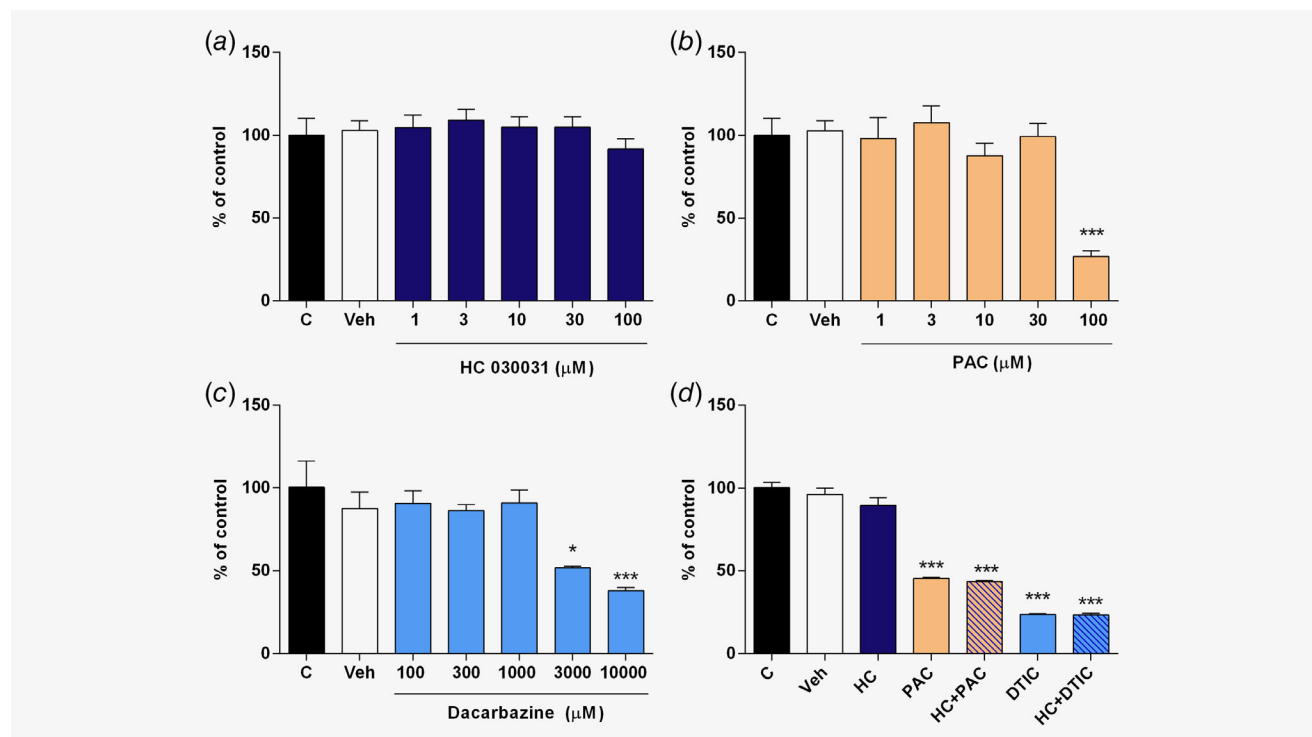 (a)
150
100
50
0
% of control
C Veh 1 3 10 30 100
HC 030031 (μM)
(b)
150
100
50
0
% of control
***
C Veh 1 3 10 30 100
PAC (μM)
(c)
150
100
50
0
% of control
* ***
C Veh 100 300 1000 3000 10000
Dacarbazine (μM)
(d)
150
100
50
0
% of control
*** *** *** ***
C Veh HC PAC HC+PAC DTIC HC+DTIC